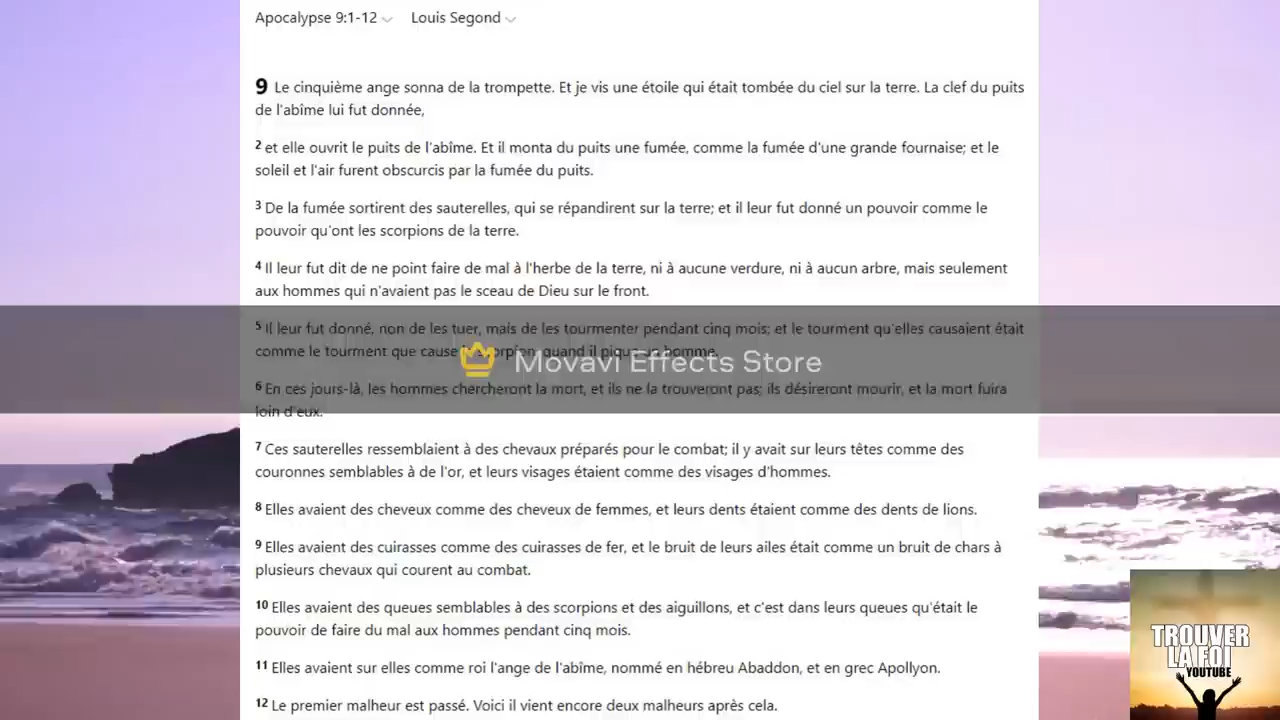 Apocalypse 9:1-12 Louis Segond
9 Le cinquième ange sonna de la trompette. Et je vis une étoile qui était tombée du ciel sur la terre. La clef du puits
de l'abîme lui fut donnée,
2 et elle ouvrit le puits de l'abîme. Et il monta du puits une fumée, comme la fumée d'une grande fournaise; et le
soleil et l'air furent obscurcis par la fumée du puits.
3 De la fumée sortirent des sauterelles, qui se répandirent sur la terre; et il leur fut donné un pouvoir comme le
pouvoir qu'ont les scorpions de la terre.
4 Il leur fut dit de ne point faire de mal à l'herbe de la terre, ni à aucune verdure, ni à aucun arbre, mais seulement
aux hommes qui n'avaient pas le sceau de Dieu sur le front.
5 Il leur fut donné, non de les tuer, mais de les tourmenter pendant cinq mois; et le tourment qu'elles causaient était
comme le tourment que cause le scorpion, quand il pique un homme.
Movavi Effects Store
6 En ces jours-là, les hommes chercheront la mort, et ils ne la trouveront pas; ils désireront mourir, et la mort fuira
loin d'eux.
7 Ces sauterelles ressemblaient à des chevaux préparés pour le combat; il y avait sur leurs têtes comme des
couronnes semblables à de l'or, et leurs visages étaient comme des visages d'hommes.
8 Elles avaient des cheveux comme des cheveux de femmes, et leurs dents étaient comme des dents de lions.
9 Elles avaient des cuirasses comme des cuirasses de fer, et le bruit de leurs ailes était comme un bruit de chars à
plusieurs chevaux qui courent au combat.
10 Elles avaient des queues semblables à des scorpions et des aiguillons, et c'est dans leurs queues qu'était le
pouvoir de faire du mal aux hommes pendant cinq mois.
11 Elles avaient sur elles comme roi l'ange de l'abîme, nommé en hébreu Abaddon, et en grec Apollyon.
12 Le premier malheur est passé. Voici il vient encore deux malheurs après cela.
TROUVER
LA FOI
YOUTUBE